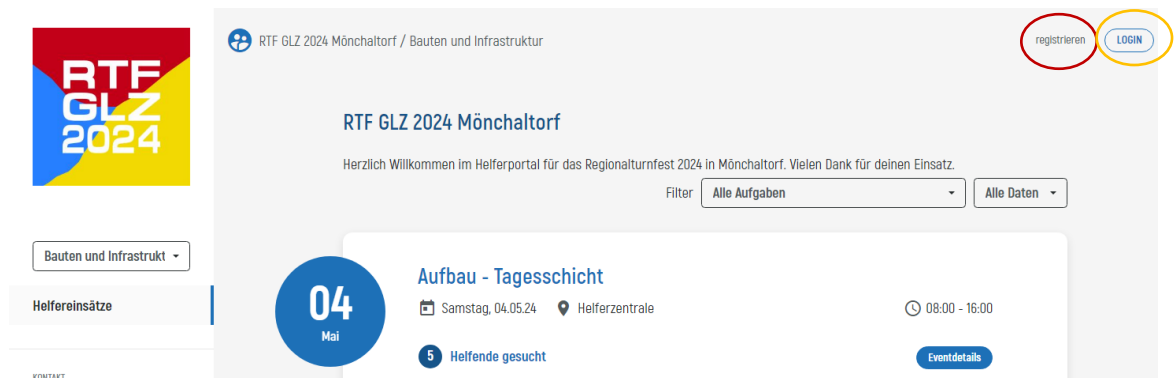 RTF
GLZ
2024
RTF GLZ 2024 Mönchaltorf / Bauten und Infrastruktur
registrieren
LOGIN
RTF GLZ 2024 Mönchaltorf
Herzlich Willkommen im Helferportal für das Regionalturnfest 2024 in Mönchaltorf. Vielen Dank für deinen Einsatz.
Filter Alle Aufgaben Alle Daten
Bauten und Infrastrukt
Helfereinsätze
KONTAKT
04
Mai
Aufbau - Tagesschicht
Samstag, 04.05.24 Helferzentrale 08:00 - 16:00
5 Helfende gesucht Eventdetails